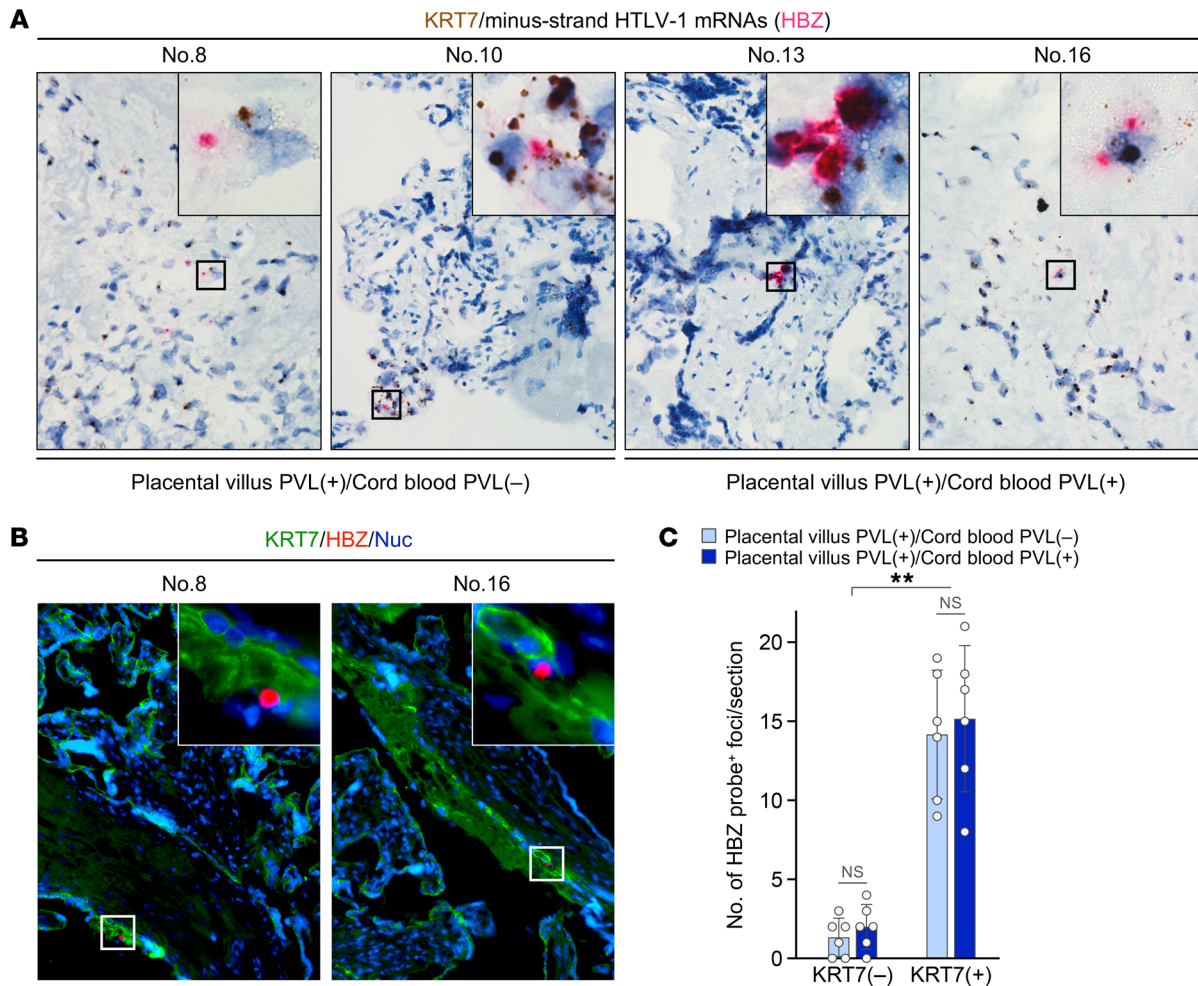 A
KRT7/minus-strand HTLV-1 mRNAs (HBZ)
No.8
No.10
No.13
No.16
Placental villus PVL(+)/Cord blood PVL(–)
Placental villus PVL(+)/Cord blood PVL(+)
B
KRT7/HBZ/Nuc
No.8
No.16
C
Placental villus PVL(+)/Cord blood PVL(–)
Placental villus PVL(+)/Cord blood PVL(+)
**
NS
NS
No. of HBZ probe⁺ foci/section
20
15
10
5
0
KRT7(–)
KRT7(+)